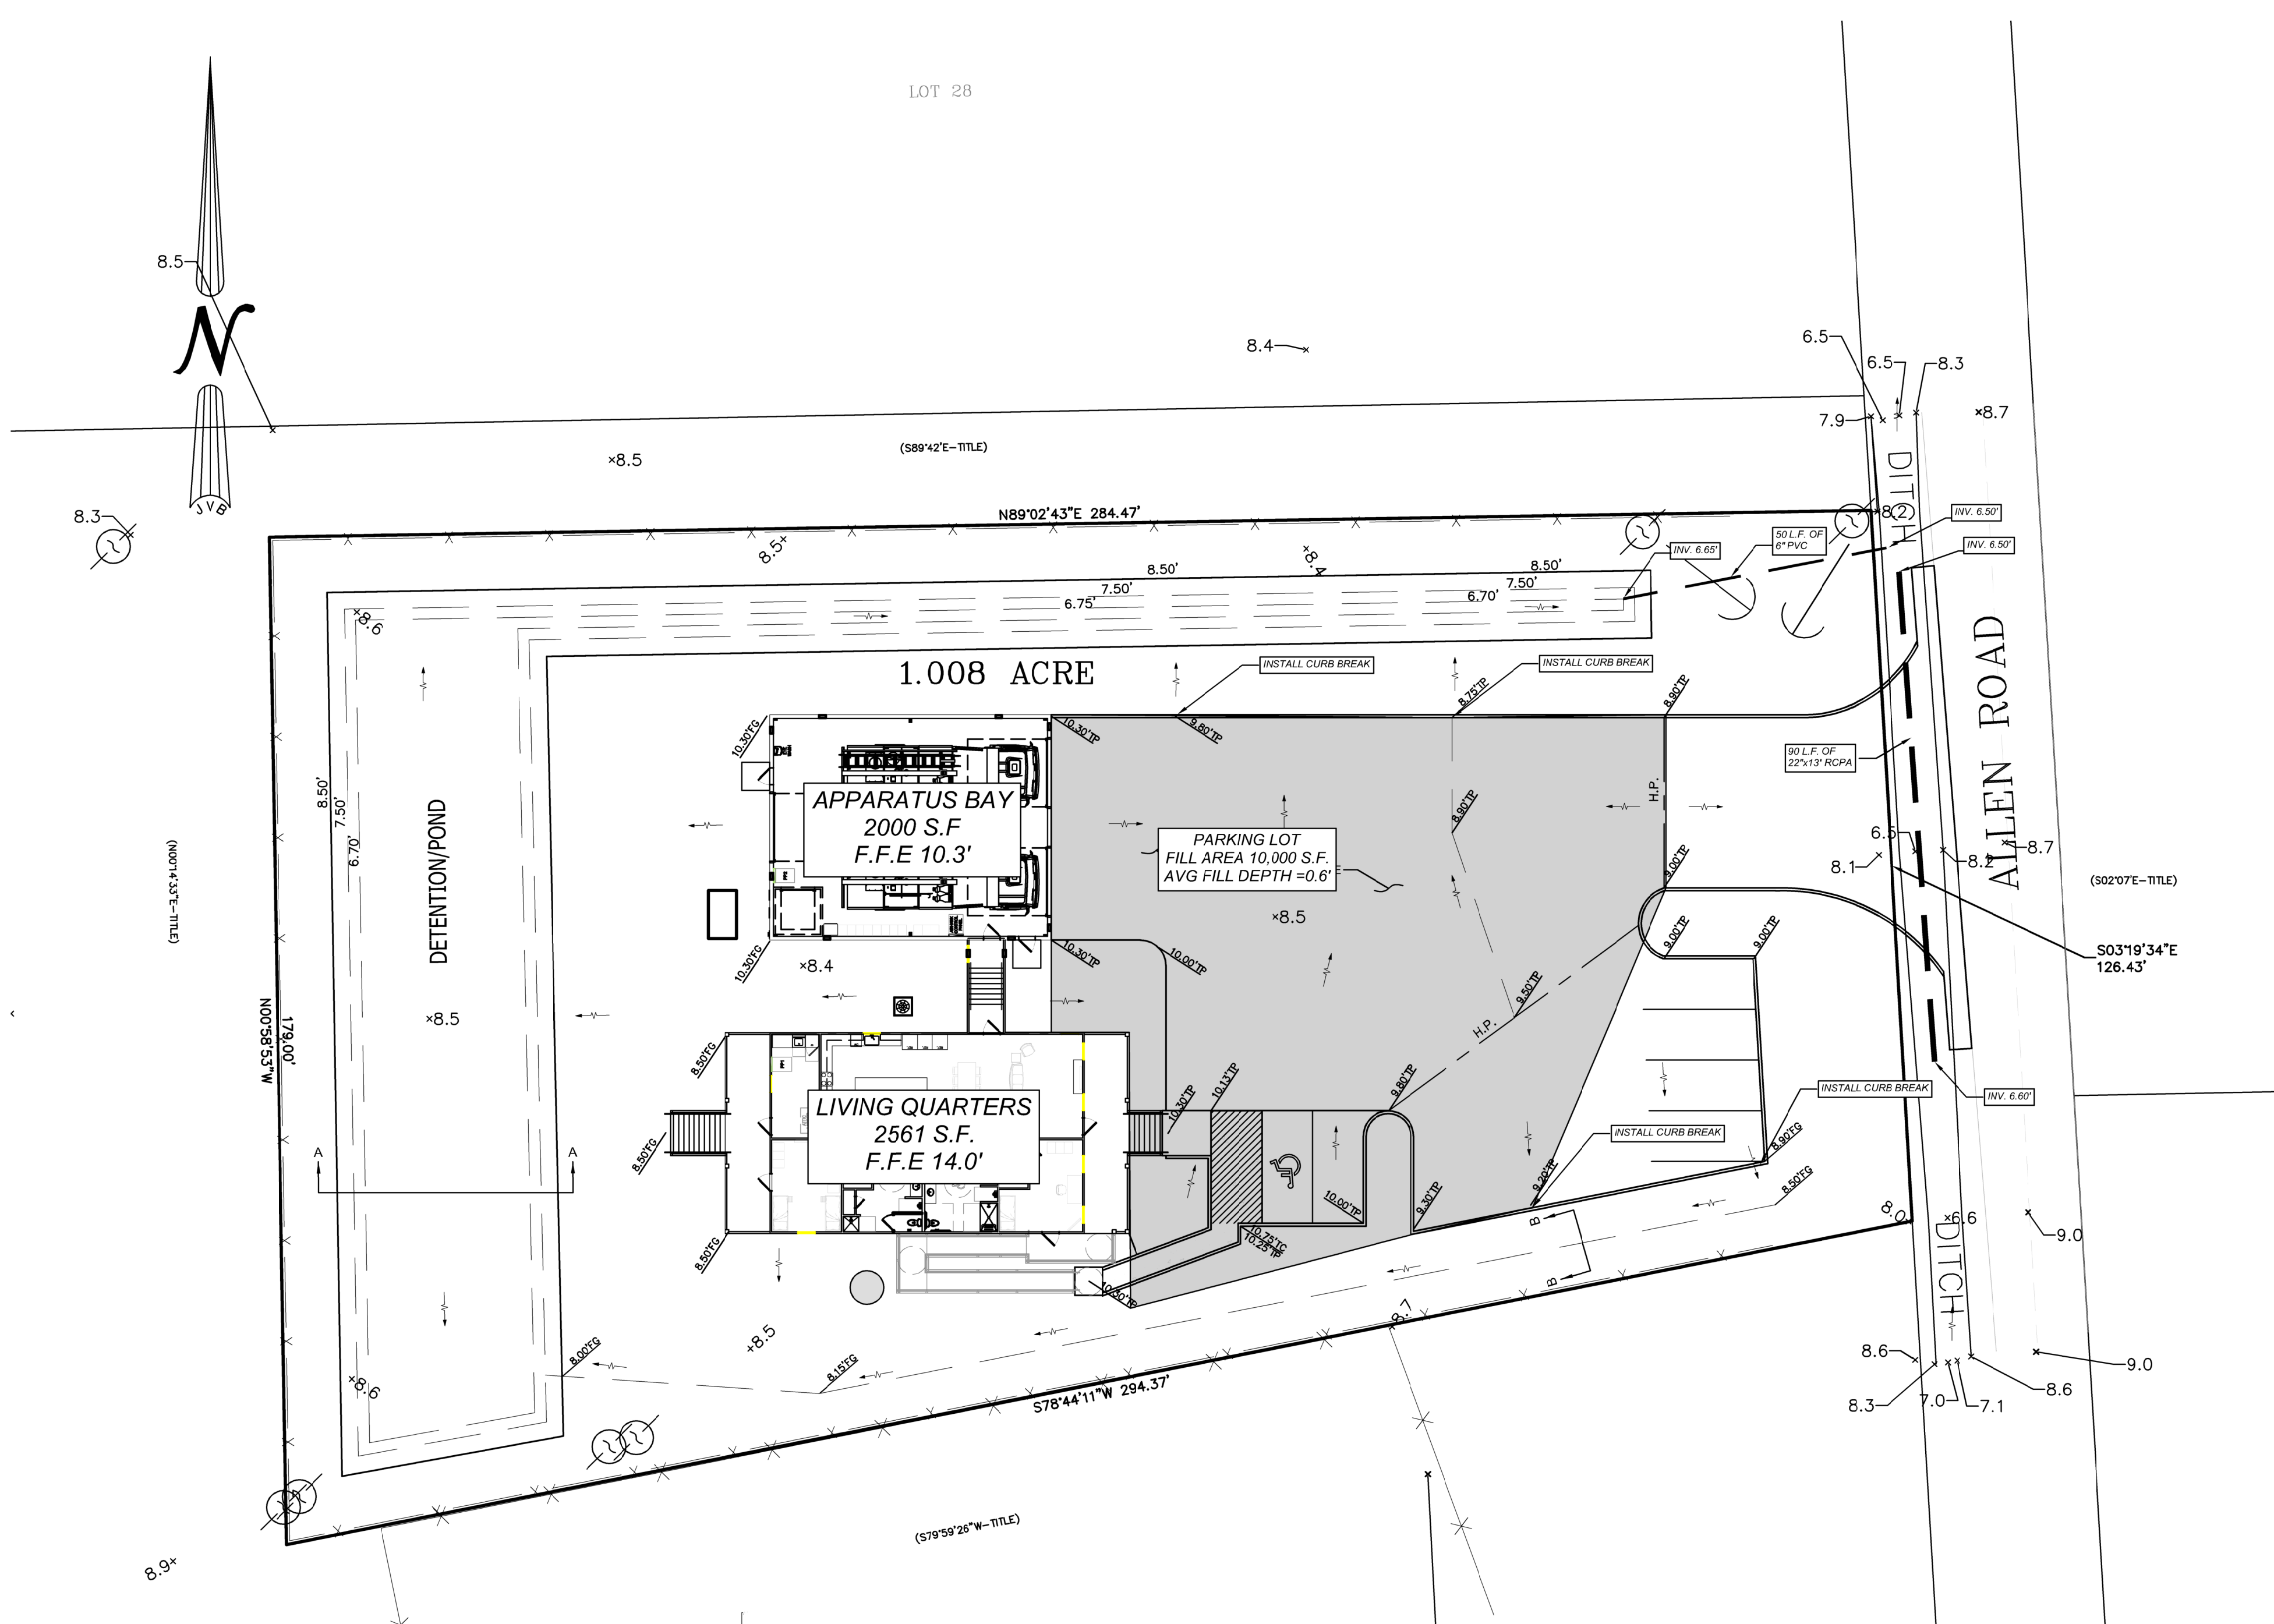 LOT 28
8.5
N
JVB
8.4
6.5
6.5
8.3
7.9
×8.7
(S89°42'E-TITLE)
×8.5
8.3
N89°02'43"E 284.47'
DITCH
8.2
INV. 6.50'
INV. 6.50'
50 L.F. OF
6" PVC
INV. 6.65'
8.5+
+8.4
8.50'
8.50'
7.50'
7.50'
6.75'
6.70'
×8.6
1.008 ACRE
INSTALL CURB BREAK
INSTALL CURB BREAK
ALLEN ROAD
10.30'FG
10.30'TP
9.80'TP
8.75'TP
8.90'TP
90 L.F. OF
22"x13" RCPA
H.P.
8.50'
7.50'
6.70'
DETENTION/POND
APPARATUS BAY
2000 S.F
F.F.E 10.3'
FP2
PARKING LOT
FILL AREA 10,000 S.F.
AVG FILL DEPTH =0.6'
8.90'TP
6.5
8.1
8.2
8.7
9.00'TP
(S02°07'E-TITLE)
(N00°14'33"E-TITLE)
×8.5
10.30'FG
×8.4
10.30'TP
10.00'TP
9.00'TP
9.00'TP
S03°19'34"E
126.43'
9.50'TP
H.P.
×8.5
N00°58'53"W
179.00'
8.50'FG
FP1
LIVING QUARTERS
2561 S.F.
F.F.E 14.0'
10.30'TP
10.13'TP
9.80'TP
INSTALL CURB BREAK
INV. 6.60'
INSTALL CURB BREAK
8.90'FG
8.50'FG
A
A
8.50'FG
10.00'TP
9.30'TP
9.20'TP
8.50'FG
10.75'TC
10.25'TP
10.30'TP
B
B
8.0
×6.6
9.0
DITCH
+8.5
8.7
8.00'FG
8.15'FG
+8.6
S78°44'11"W 294.37'
8.6
8.3
7.0
7.1
8.6
9.0
(S79°59'26"W-TITLE)
8.9+